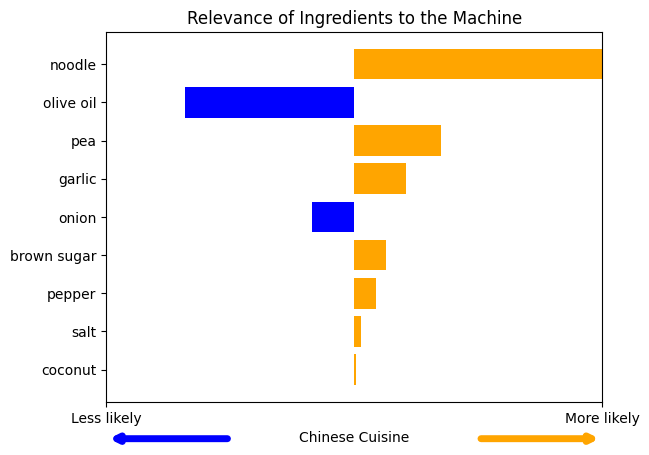 Relevance of Ingredients to the Machine
noodle
olive oil
pea
garlic
onion
brown sugar
pepper
salt
coconut
Less likely
More likely
Chinese Cuisine